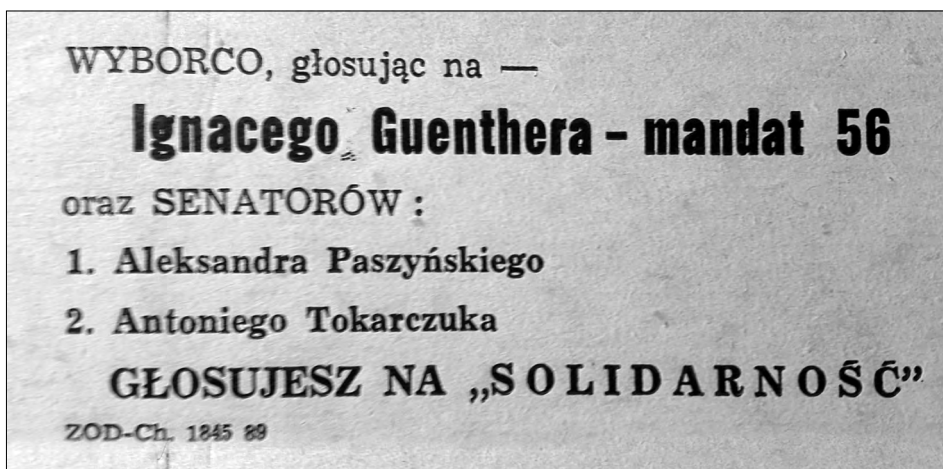 WYBORCO, głosując na —
Ignacego Guenthera – mandat 56
oraz SENATORÓW :
1. Aleksandra Paszyńskiego
2. Antoniego Tokarczuka
GŁOSUJESZ NA „SOLIDARNOŚĆ”
ZOD-Ch. 1845 89